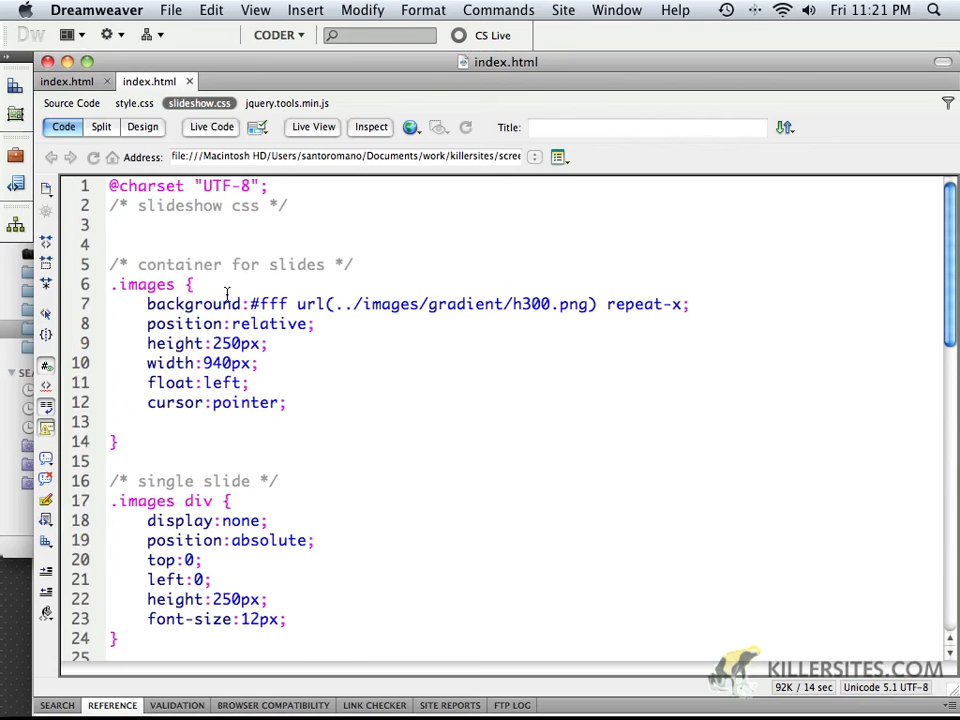 Dreamweaver File Edit View Insert Modify Format Commands Site Window Help Fri 11:21 PM
Dw CODER CS Live
index.html
index.html index.html
Source Code style.css slideshow.css jquery.tools.min.js
Code Split Design Live Code Live View Inspect Title:
Address: file:///Macintosh HD/Users/santoromano/Documents/work/killersites/scree
1 @charset "UTF-8";
2 /* slideshow css */
3
4
5 /* container for slides */
6 .images {
7 background:#fff url(../images/gradient/h300.png) repeat-x;
8 position:relative;
9 height:250px;
10 width:940px;
11 float:left;
12 cursor:pointer;
13
14 }
15
16 /* single slide */
17 .images div {
18 display:none;
19 position:absolute;
20 top:0;
21 left:0;
22 height:250px;
23 font-size:12px;
24 }
25
SEA
KILLERSITES.COM
92K / 14 sec Unicode 5.1 UTF-8
SEARCH REFERENCE VALIDATION BROWSER COMPATIBILITY LINK CHECKER SITE REPORTS FTP LOG